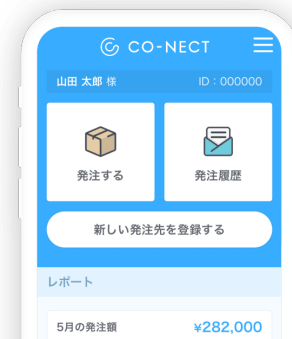 CO-NECT
山田 太郎 様 ID：000000
発注する 発注履歴
新しい発注先を登録する
レポート
5月の発注額 ¥282,000